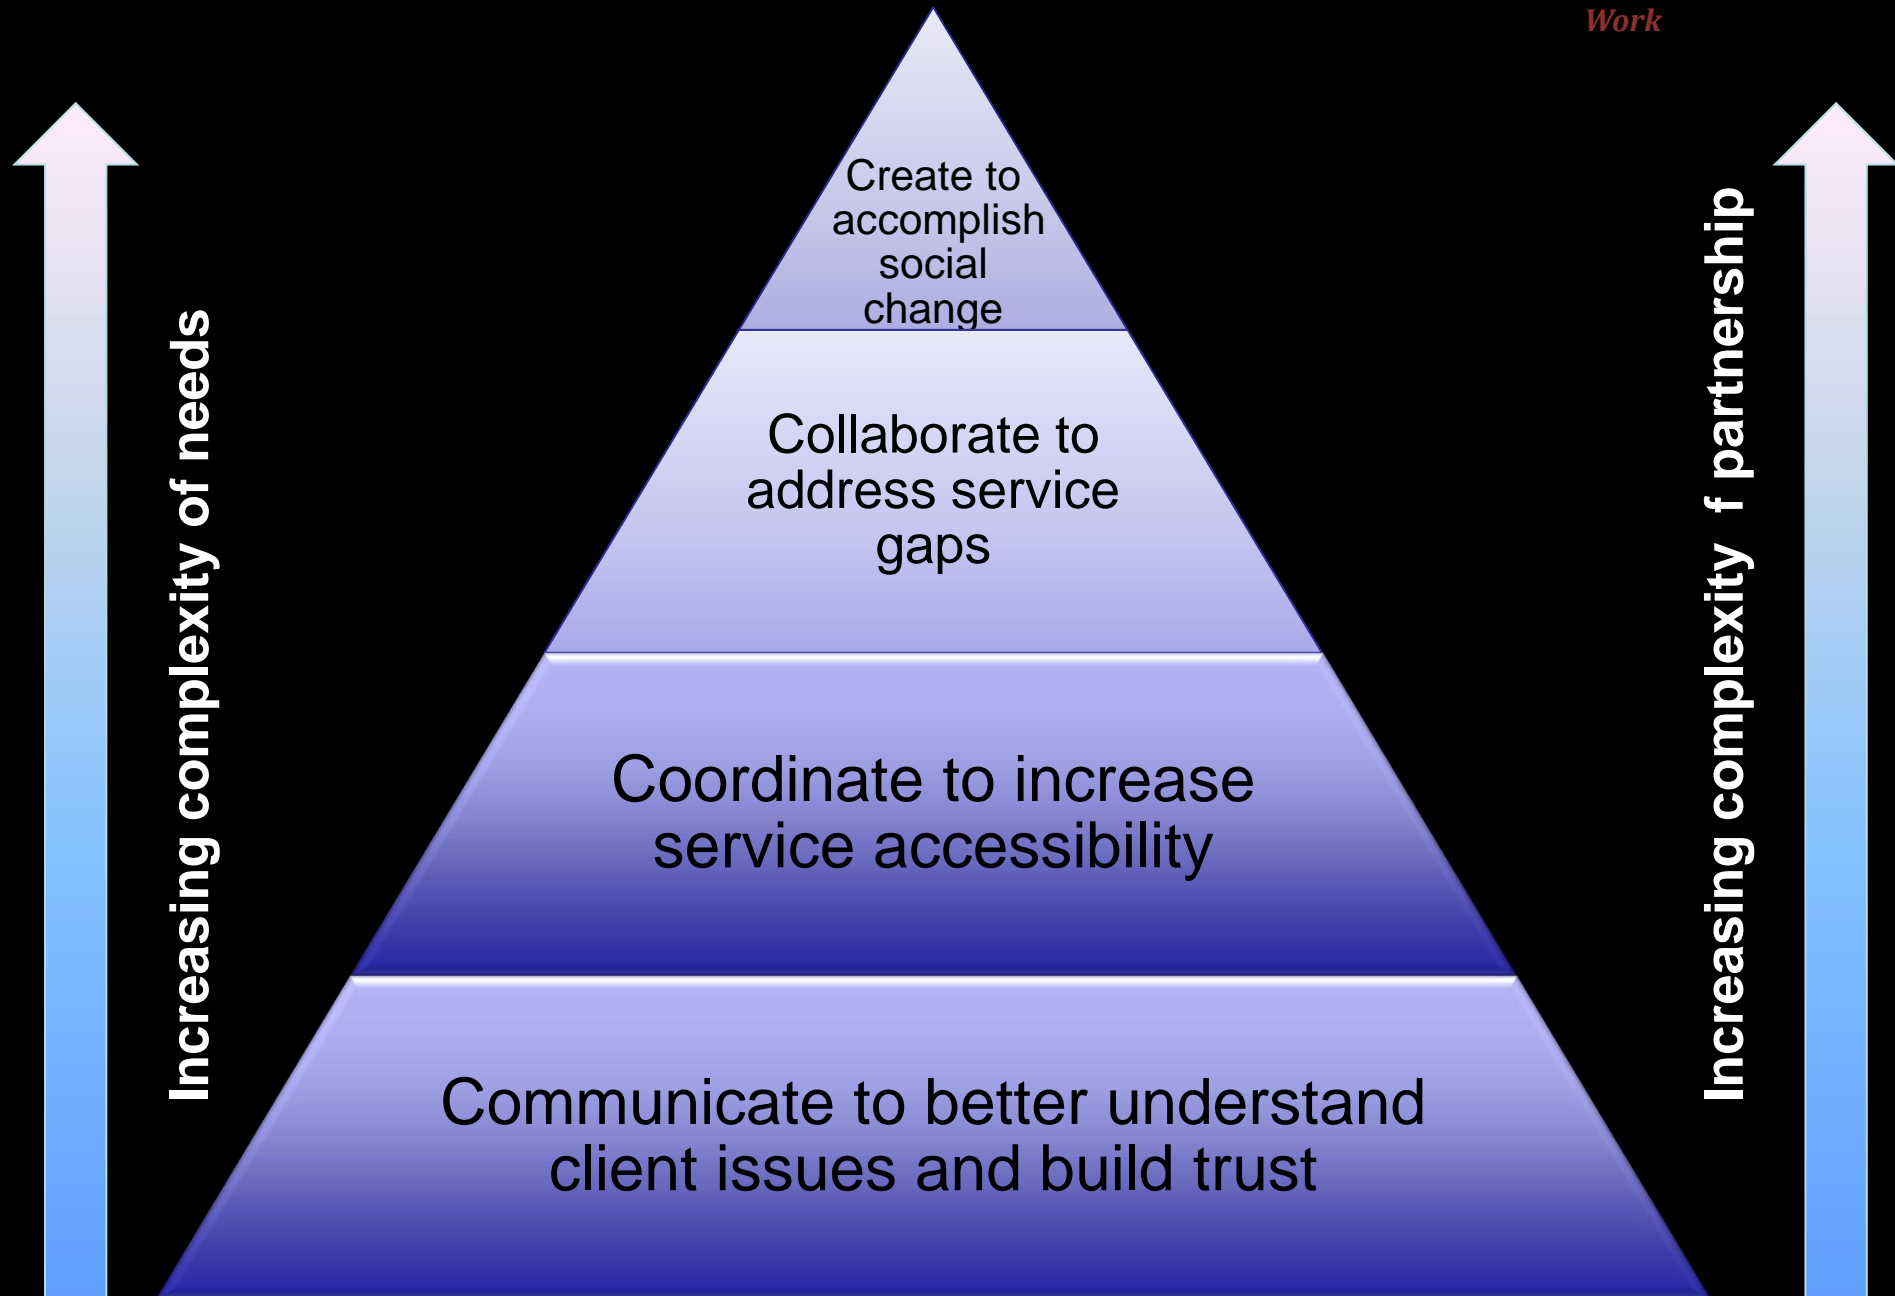 Work
Create to
accomplish
social
change
Collaborate to
address service
gaps
Coordinate to increase
service accessibility
Communicate to better understand
client issues and build trust
Increasing complexity of needs
Increasing complexity f partnership